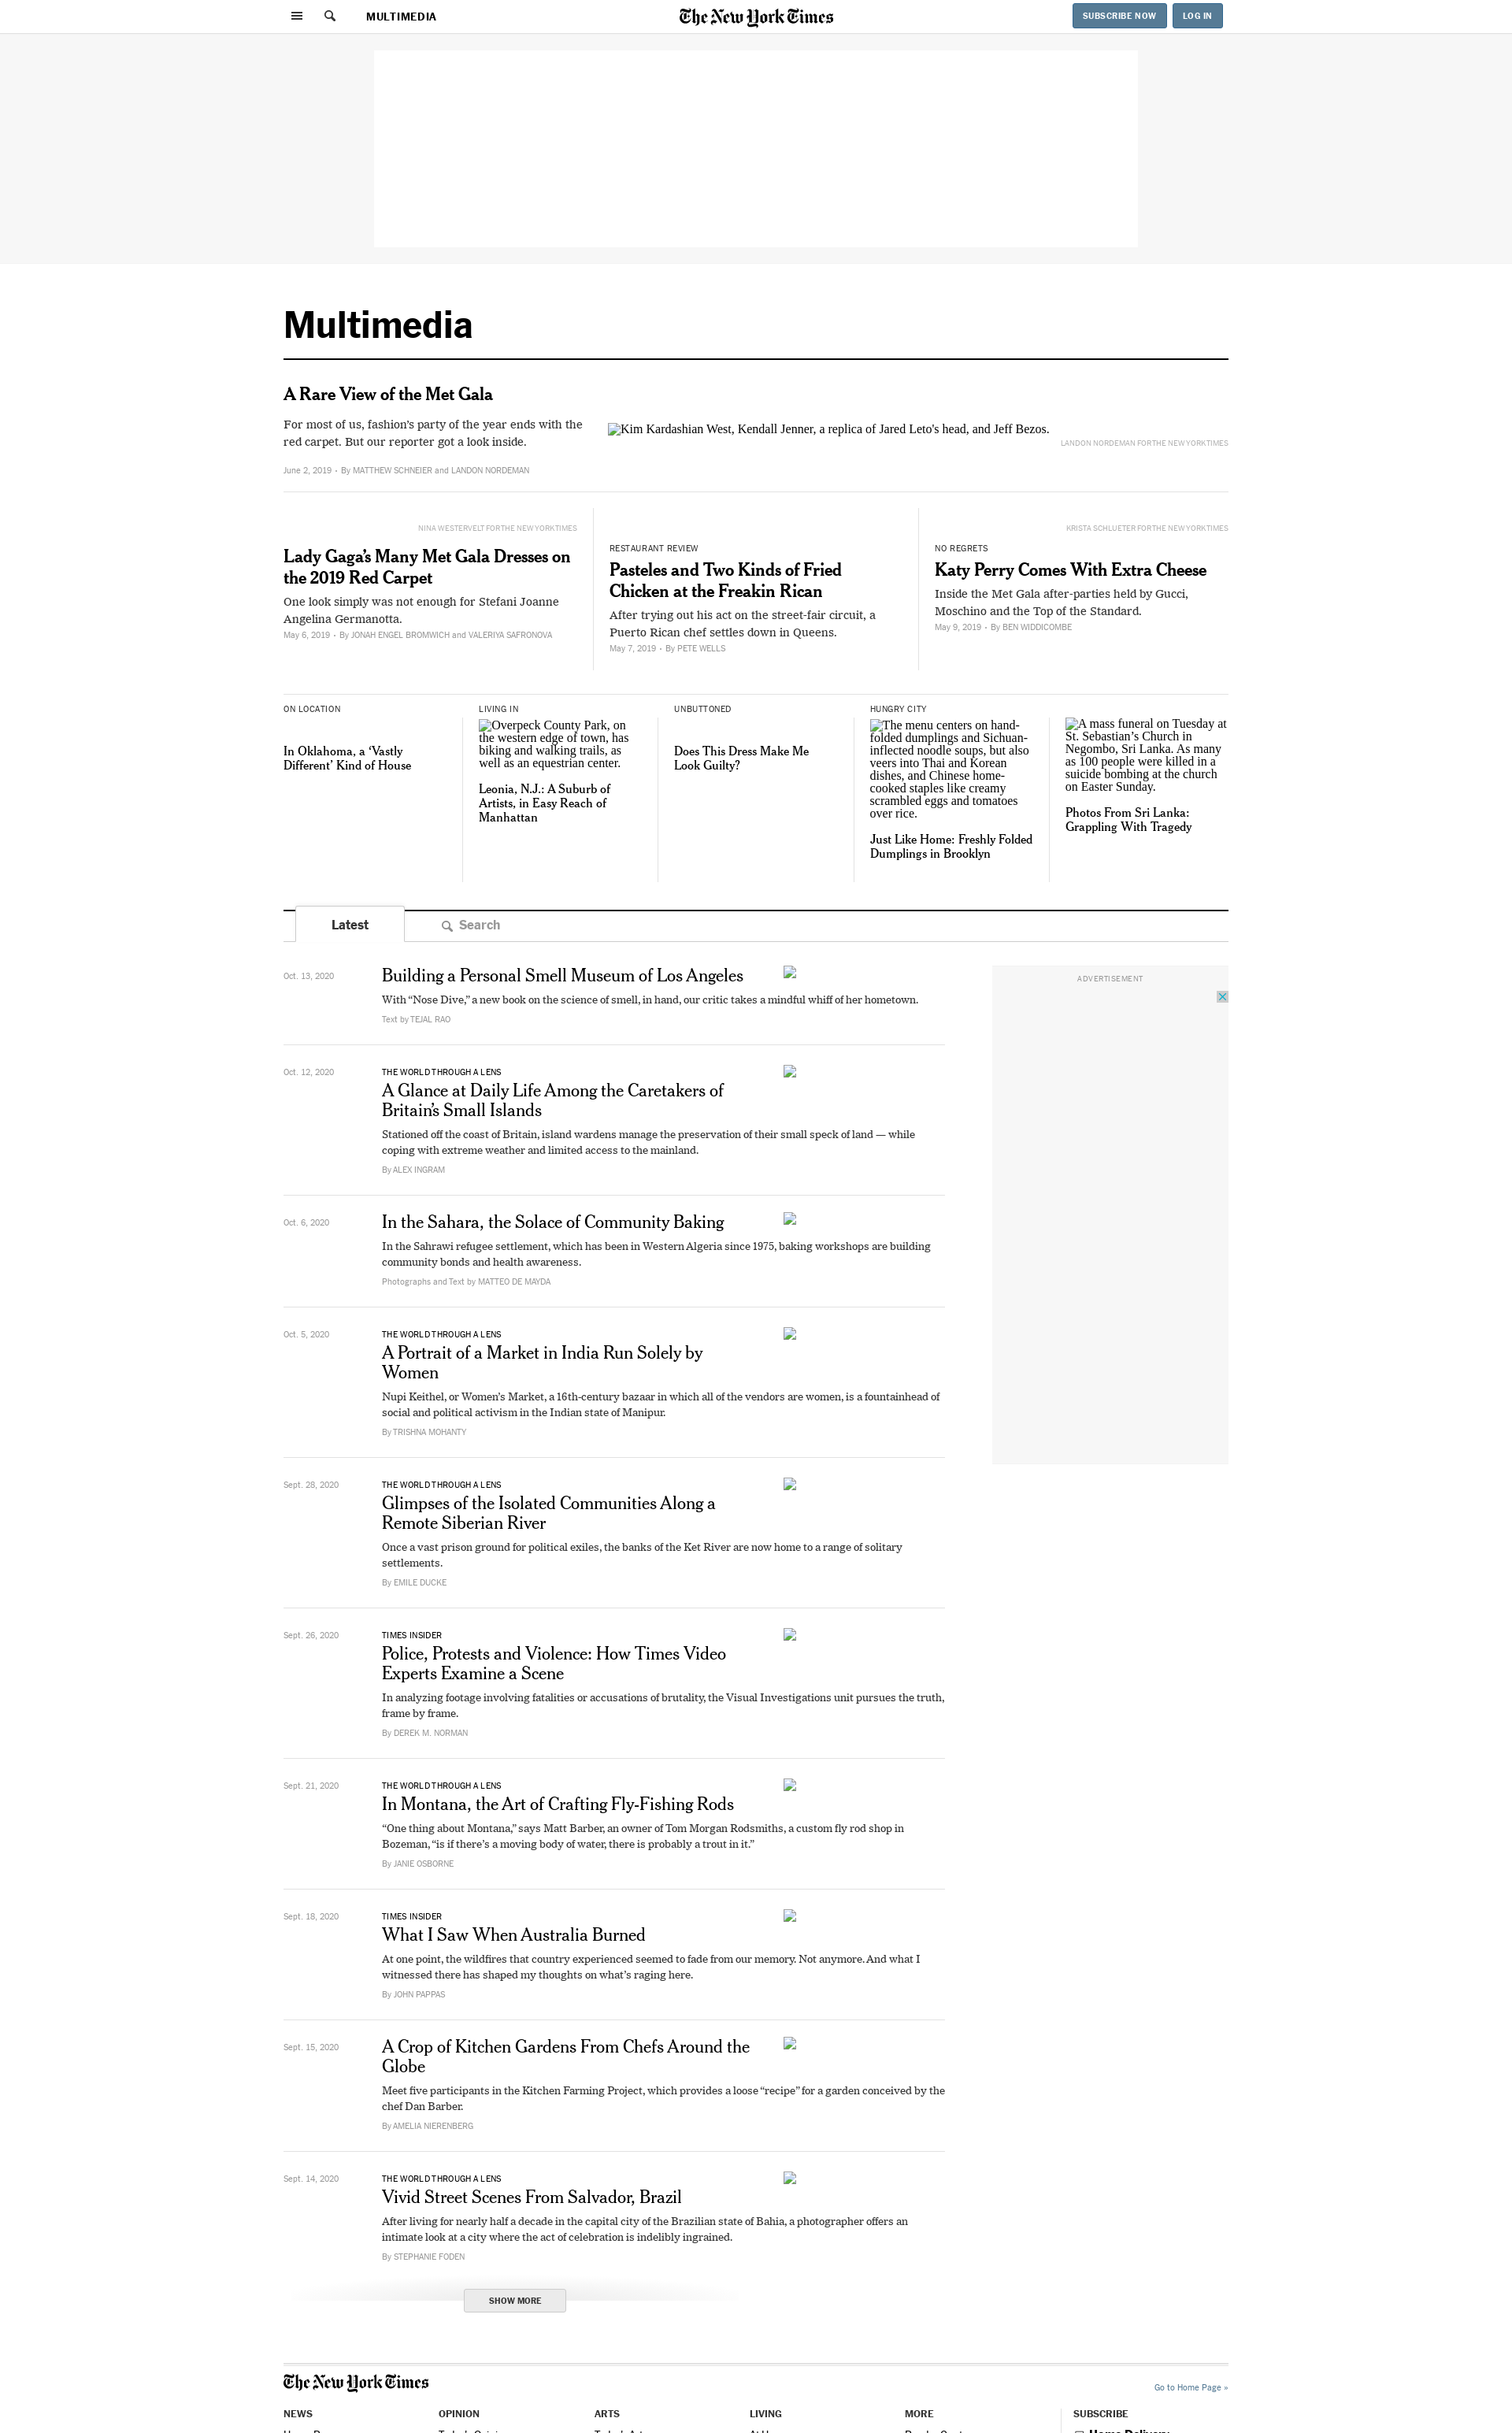 MULTIMEDIA
The New York Times
SUBSCRIBE NOW
LOG IN
Multimedia
A Rare View of the Met Gala
For most of us, fashion's party of the year ends with the
red carpet. But our reporter got a look inside.
June 2, 2019 • By MATTHEW SCHNEIER and LANDON NORDEMAN
Kim Kardashian West, Kendall Jenner, a replica of Jared Leto's head, and Jeff Bezos.
LANDON NORDEMAN FOR THE NEW YORK TIMES
NINA WESTERVELT FOR THE NEW YORK TIMES
Lady Gaga’s Many Met Gala Dresses on
the 2019 Red Carpet
One look simply was not enough for Stefani Joanne
Angelina Germanotta.
May 6, 2019 • By JONAH ENGEL BROMWICH and VALERIYA SAFRONOVA
RESTAURANT REVIEW
Pasteles and Two Kinds of Fried
Chicken at the Freakin Rican
After trying out his act on the street-fair circuit, a
Puerto Rican chef settles down in Queens.
May 7, 2019 • By PETE WELLS
KRISTA SCHLUETER FOR THE NEW YORK TIMES
NO REGRETS
Katy Perry Comes With Extra Cheese
Inside the Met Gala after-parties held by Gucci,
Moschino and the Top of the Standard.
May 9, 2019 • By BEN WIDDICOMBE
ON LOCATION
In Oklahoma, a ‘Vastly
Different’ Kind of House
LIVING IN
Overpeck County Park, on
the western edge of town, has
biking and walking trails, as
well as an equestrian center.
Leonia, N.J.: A Suburb of
Artists, in Easy Reach of
Manhattan
UNBUTTONED
Does This Dress Make Me
Look Guilty?
HUNGRY CITY
The menu centers on hand-
folded dumplings and Sichuan-
inflected noodle soups, but also
veers into Thai and Korean
dishes, and Chinese home-
cooked staples like creamy
scrambled eggs and tomatoes
over rice.
Just Like Home: Freshly Folded
Dumplings in Brooklyn
A mass funeral on Tuesday at
St. Sebastian’s Church in
Negombo, Sri Lanka. As many
as 100 people were killed in a
suicide bombing at the church
on Easter Sunday.
Photos From Sri Lanka:
Grappling With Tragedy
Latest
Search
Oct. 13, 2020
Building a Personal Smell Museum of Los Angeles
With “Nose Dive,” a new book on the science of smell, in hand, our critic takes a mindful whiff of her hometown.
Text by TEJAL RAO
ADVERTISEMENT
Oct. 12, 2020
THE WORLD THROUGH A LENS
A Glance at Daily Life Among the Caretakers of
Britain’s Small Islands
Stationed off the coast of Britain, island wardens manage the preservation of their small speck of land — while
coping with extreme weather and limited access to the mainland.
By ALEX INGRAM
Oct. 6, 2020
In the Sahara, the Solace of Community Baking
In the Sahrawi refugee settlement, which has been in Western Algeria since 1975, baking workshops are building
community bonds and health awareness.
Photographs and Text by MATTEO DE MAYDA
Oct. 5, 2020
THE WORLD THROUGH A LENS
A Portrait of a Market in India Run Solely by
Women
Nupi Keithel, or Women’s Market, a 16th-century bazaar in which all of the vendors are women, is a fountainhead of
social and political activism in the Indian state of Manipur.
By TRISHNA MOHANTY
Sept. 28, 2020
THE WORLD THROUGH A LENS
Glimpses of the Isolated Communities Along a
Remote Siberian River
Once a vast prison ground for political exiles, the banks of the Ket River are now home to a range of solitary
settlements.
By EMILE DUCKE
Sept. 26, 2020
TIMES INSIDER
Police, Protests and Violence: How Times Video
Experts Examine a Scene
In analyzing footage involving fatalities or accusations of brutality, the Visual Investigations unit pursues the truth,
frame by frame.
By DEREK M. NORMAN
Sept. 21, 2020
THE WORLD THROUGH A LENS
In Montana, the Art of Crafting Fly-Fishing Rods
“One thing about Montana,” says Matt Barber, an owner of Tom Morgan Rodsmiths, a custom fly rod shop in
Bozeman, “is if there’s a moving body of water, there is probably a trout in it.”
By JANIE OSBORNE
Sept. 18, 2020
TIMES INSIDER
What I Saw When Australia Burned
At one point, the wildfires that country experienced seemed to fade from our memory. Not anymore. And what I
witnessed there has shaped my thoughts on what’s raging here.
By JOHN PAPPAS
Sept. 15, 2020
A Crop of Kitchen Gardens From Chefs Around the
Globe
Meet five participants in the Kitchen Farming Project, which provides a loose “recipe” for a garden conceived by the
chef Dan Barber.
By AMELIA NIERENBERG
Sept. 14, 2020
THE WORLD THROUGH A LENS
Vivid Street Scenes From Salvador, Brazil
After living for nearly half a decade in the capital city of the Brazilian state of Bahia, a photographer offers an
intimate look at a city where the act of celebration is indelibly ingrained.
By STEPHANIE FODEN
SHOW MORE
The New York Times
Go to Home Page »
NEWS
OPINION
ARTS
LIVING
MORE
SUBSCRIBE